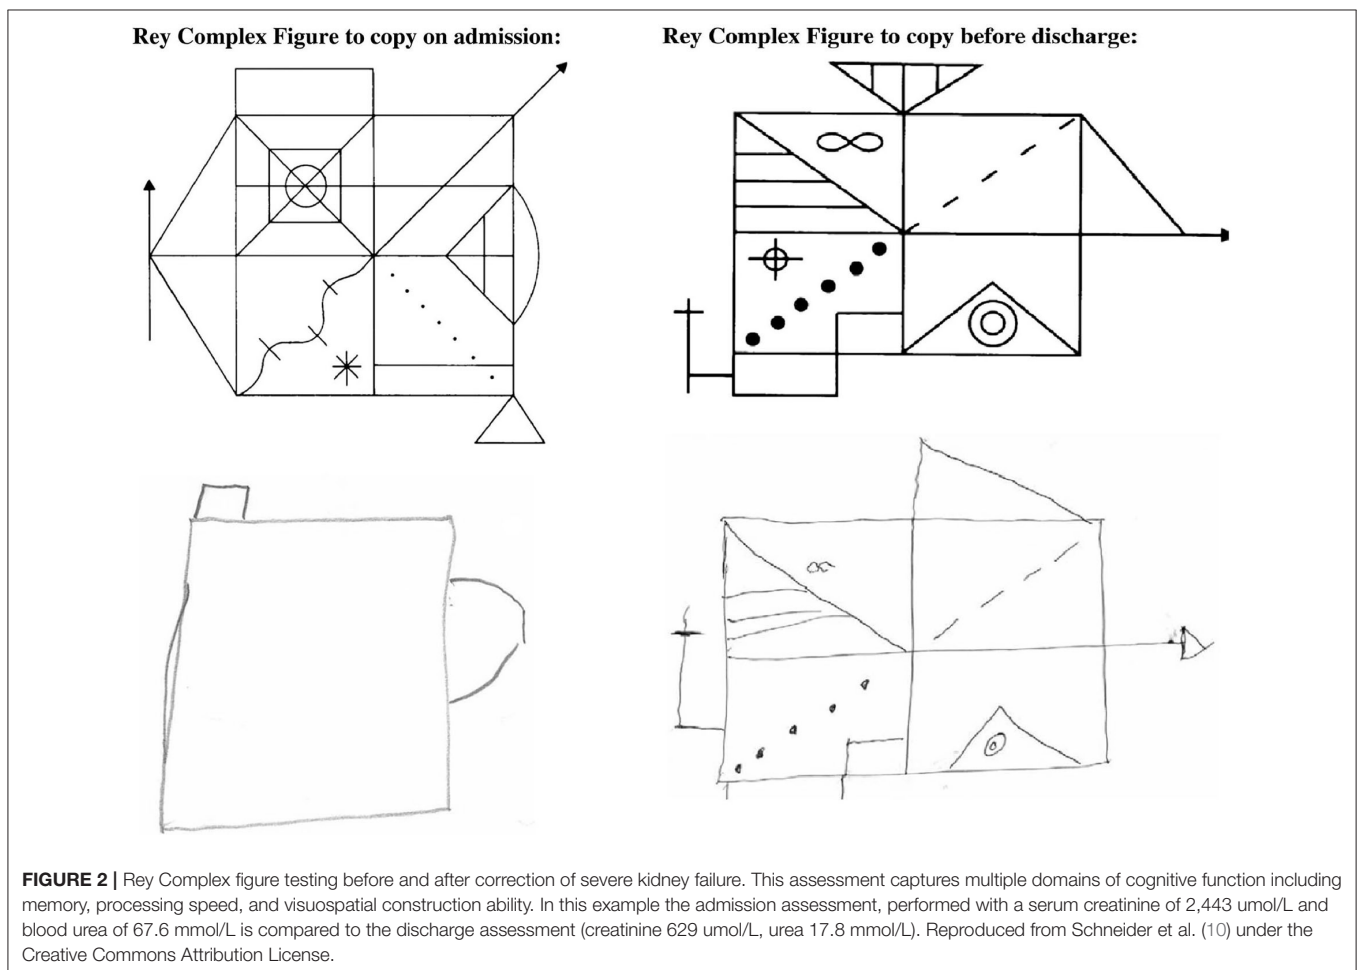 Rey Complex Figure to copy on admission:
Rey Complex Figure to copy before discharge:
FIGURE 2 | Rey Complex figure testing before and after correction of severe kidney failure. This assessment captures multiple domains of cognitive function including
memory, processing speed, and visuospatial construction ability. In this example the admission assessment, performed with a serum creatinine of 2,443 umol/L and
blood urea of 67.6 mmol/L is compared to the discharge assessment (creatinine 629 umol/L, urea 17.8 mmol/L). Reproduced from Schneider et al. (10) under the
Creative Commons Attribution License.